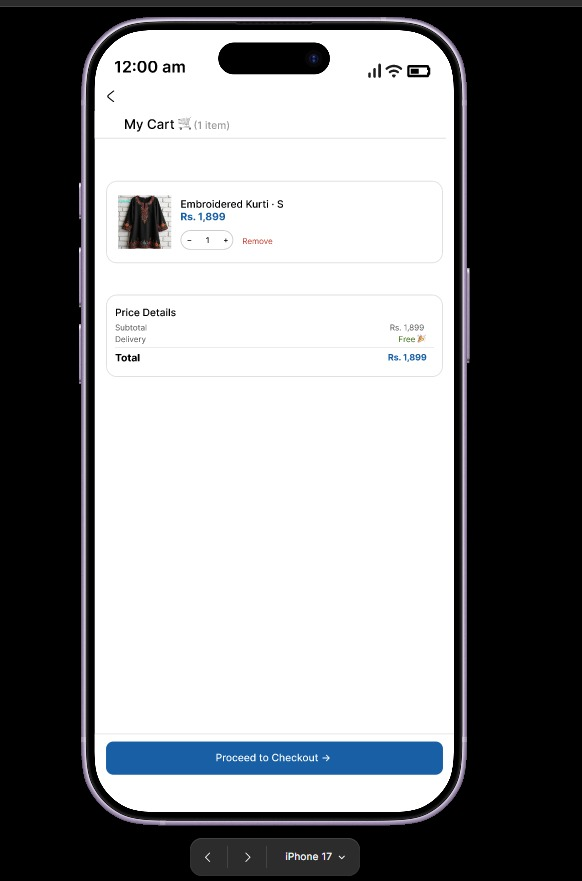 12:00 am
My Cart 🛒 (1 item)
Embroidered Kurti · S
Rs. 1,899
− 1 + Remove
Price Details
Subtotal Rs. 1,899
Delivery Free 🎉
Total Rs. 1,899
Proceed to Checkout →
iPhone 17